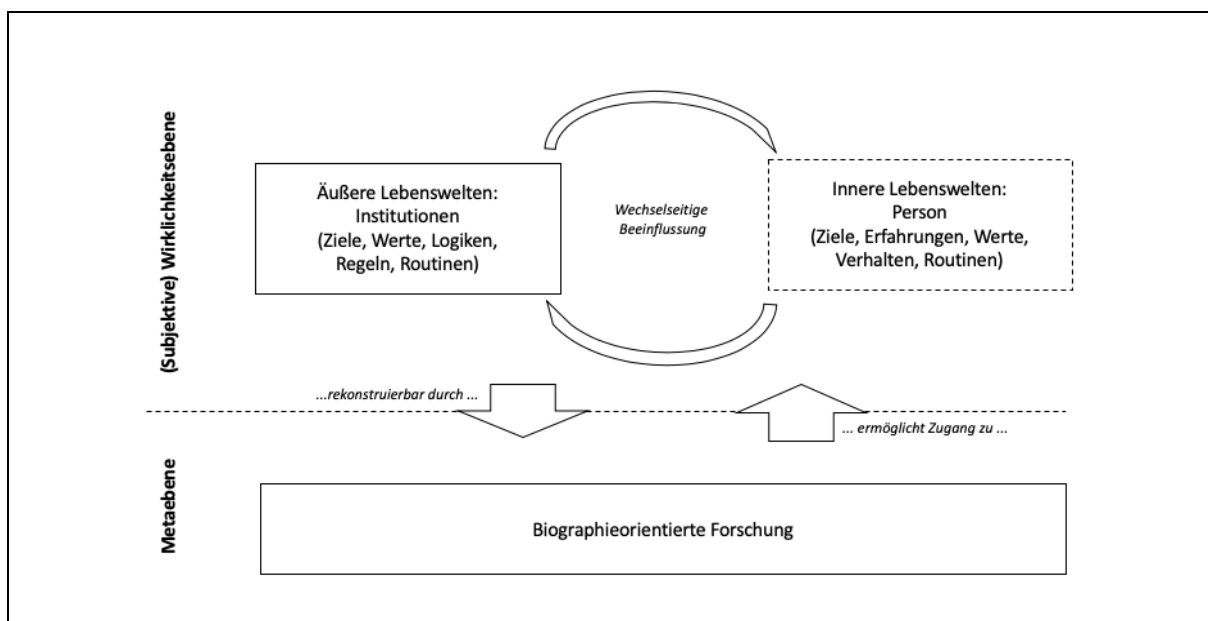 (Subjektive) Wirklichkeitsebene
Äußere Lebenswelten:
Institutionen
(Ziele, Werte, Logiken,
Regeln, Routinen)
Wechselseitige
Beeinflussung
Innere Lebenswelten:
Person
(Ziele, Erfahrungen, Werte,
Verhalten, Routinen)
...rekonstruierbar durch ...
... ermöglicht Zugang zu ...
Metaebene
Biographieorientierte Forschung